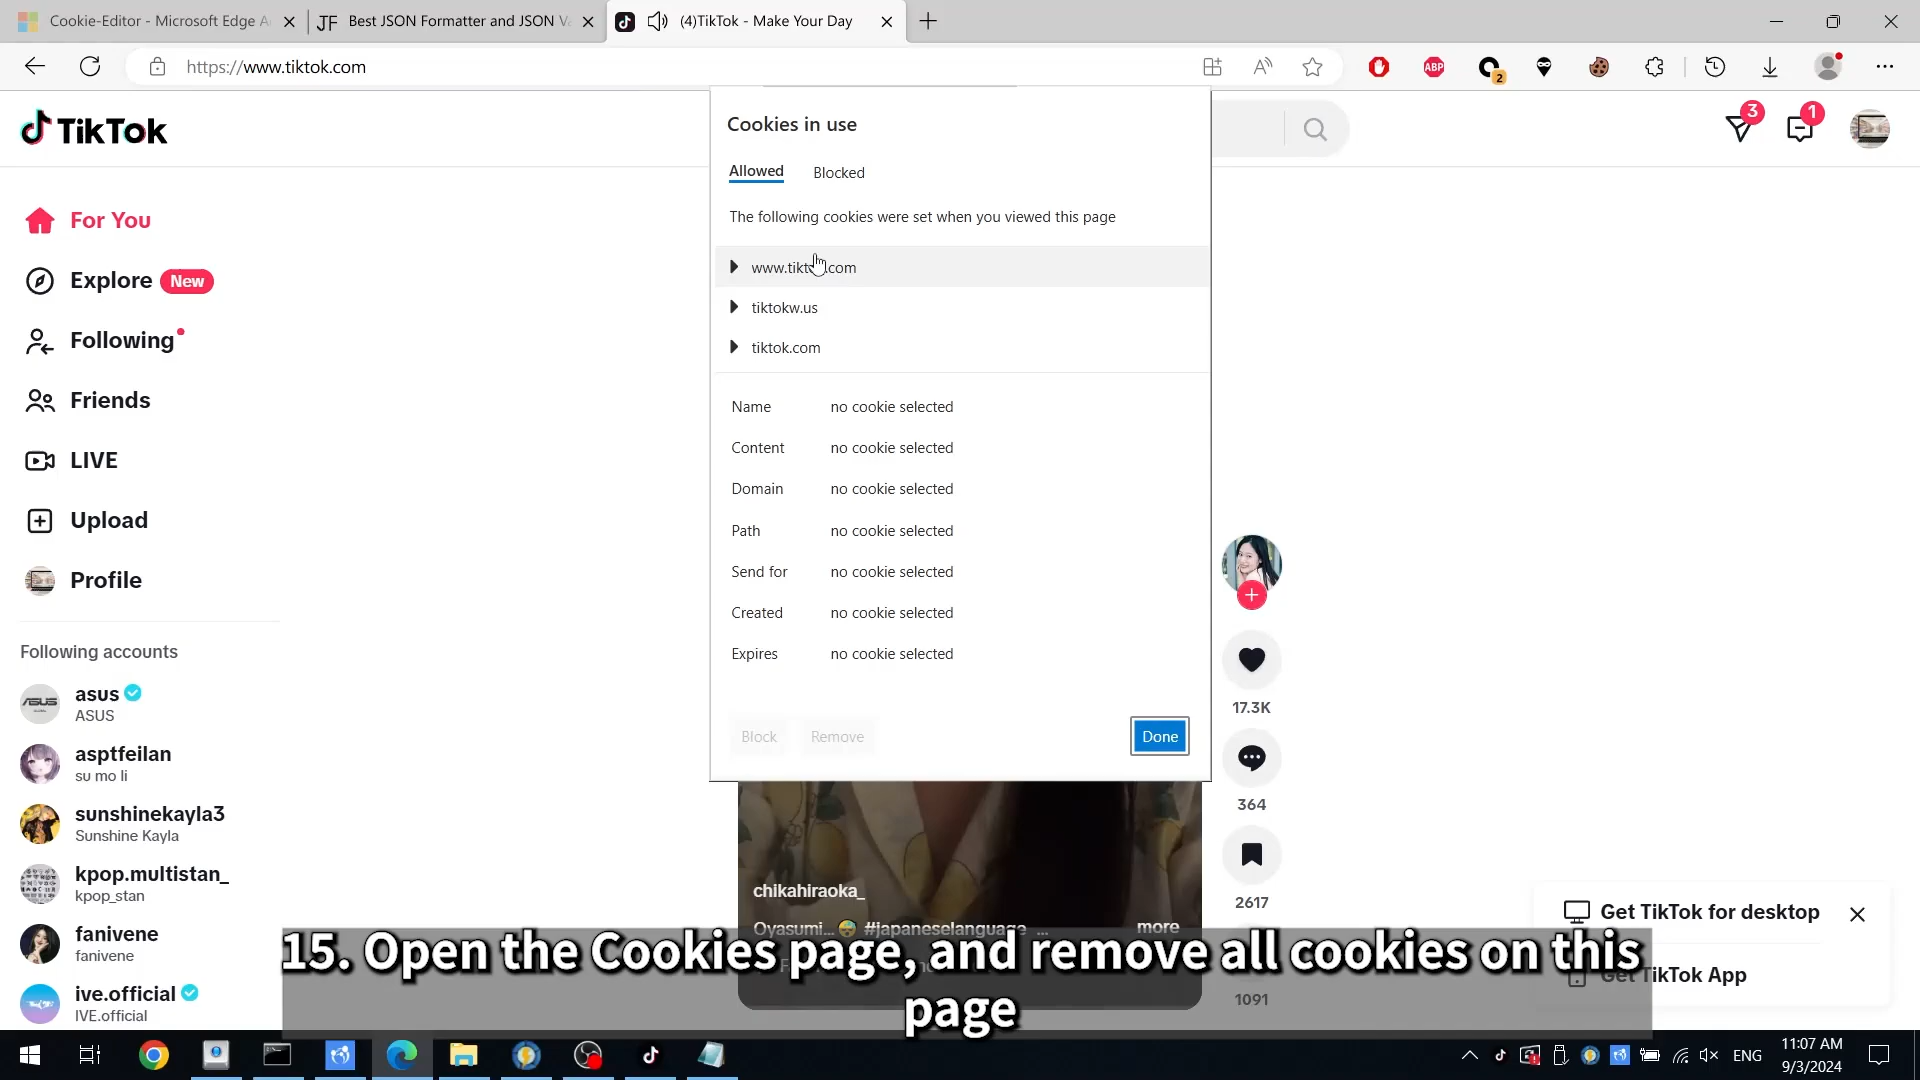 Cookie-Editor - Microsoft Edge A
JF Best JSON Formatter and JSON V
(4)TikTok - Make Your Day
https://www.tiktok.com
ABP
2
TikTok
3
1
For You
Explore New
Following
Friends
LIVE
Upload
Profile
Following accounts
asus
ASUS
asptfeilan
su mo li
sunshinekayla3
Sunshine Kayla
kpop.multistan_
kpop_stan
fanivene
fanivene
ive.official
IVE.official
Cookies in use
Allowed Blocked
The following cookies were set when you viewed this page
www.tiktok.com
tiktokw.us
tiktok.com
Name no cookie selected
Content no cookie selected
Domain no cookie selected
Path no cookie selected
Send for no cookie selected
Created no cookie selected
Expires no cookie selected
Block Remove Done
17.3K
364
2617
1091
chikahiraoka_
Oyasumi...😴 #japaneselanguage ... more
Get TikTok for desktop
Get TikTok App
15. Open the Cookies page, and remove all cookies on this
page
ENG
11:07 AM
9/3/2024